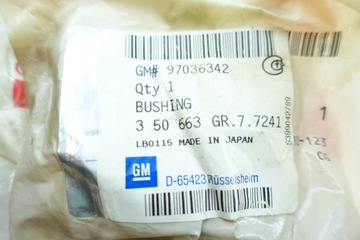 GM# 97036342
Qty 1
BUSHING
3 50 663 GR.7.7241
LB0115 MADE IN JAPAN
GM
D-65423 Rüsselsheim
1